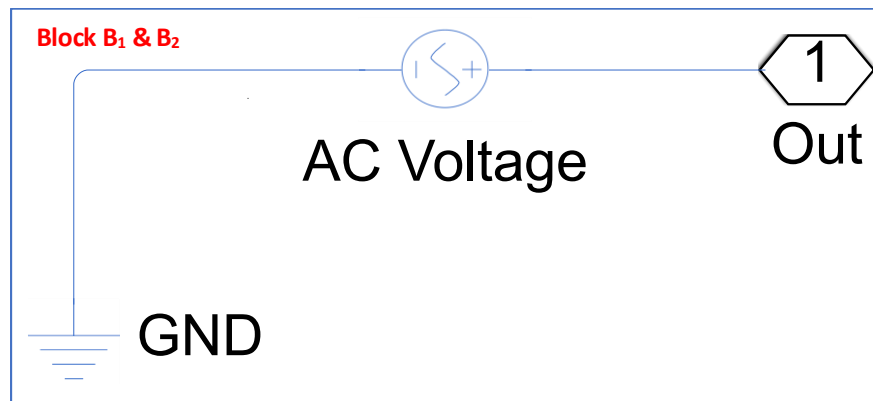 Block B₁ & B₂
1
AC Voltage
Out
GND